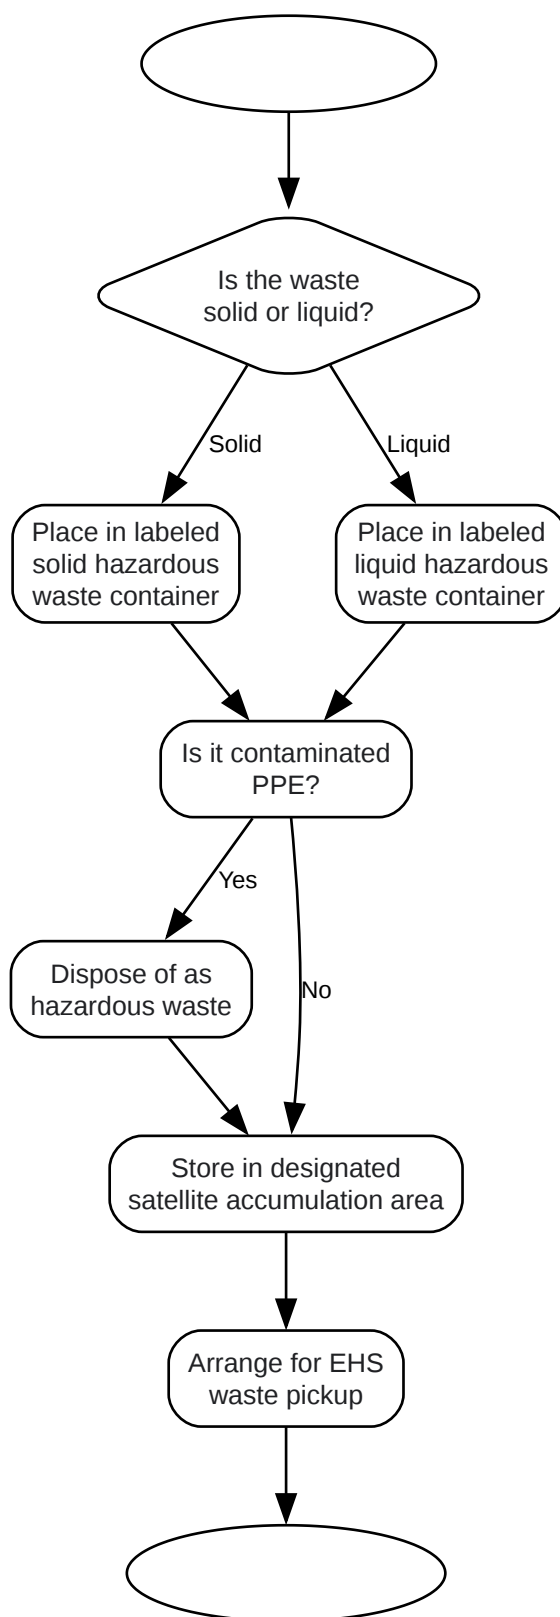 Is the waste
solid or liquid?
Solid
Liquid
Place in labeled
solid hazardous
waste container
Place in labeled
liquid hazardous
waste container
Is it contaminated
PPE?
Yes
Dispose of as
hazardous waste
No
Store in designated
satellite accumulation area
Arrange for EHS
waste pickup